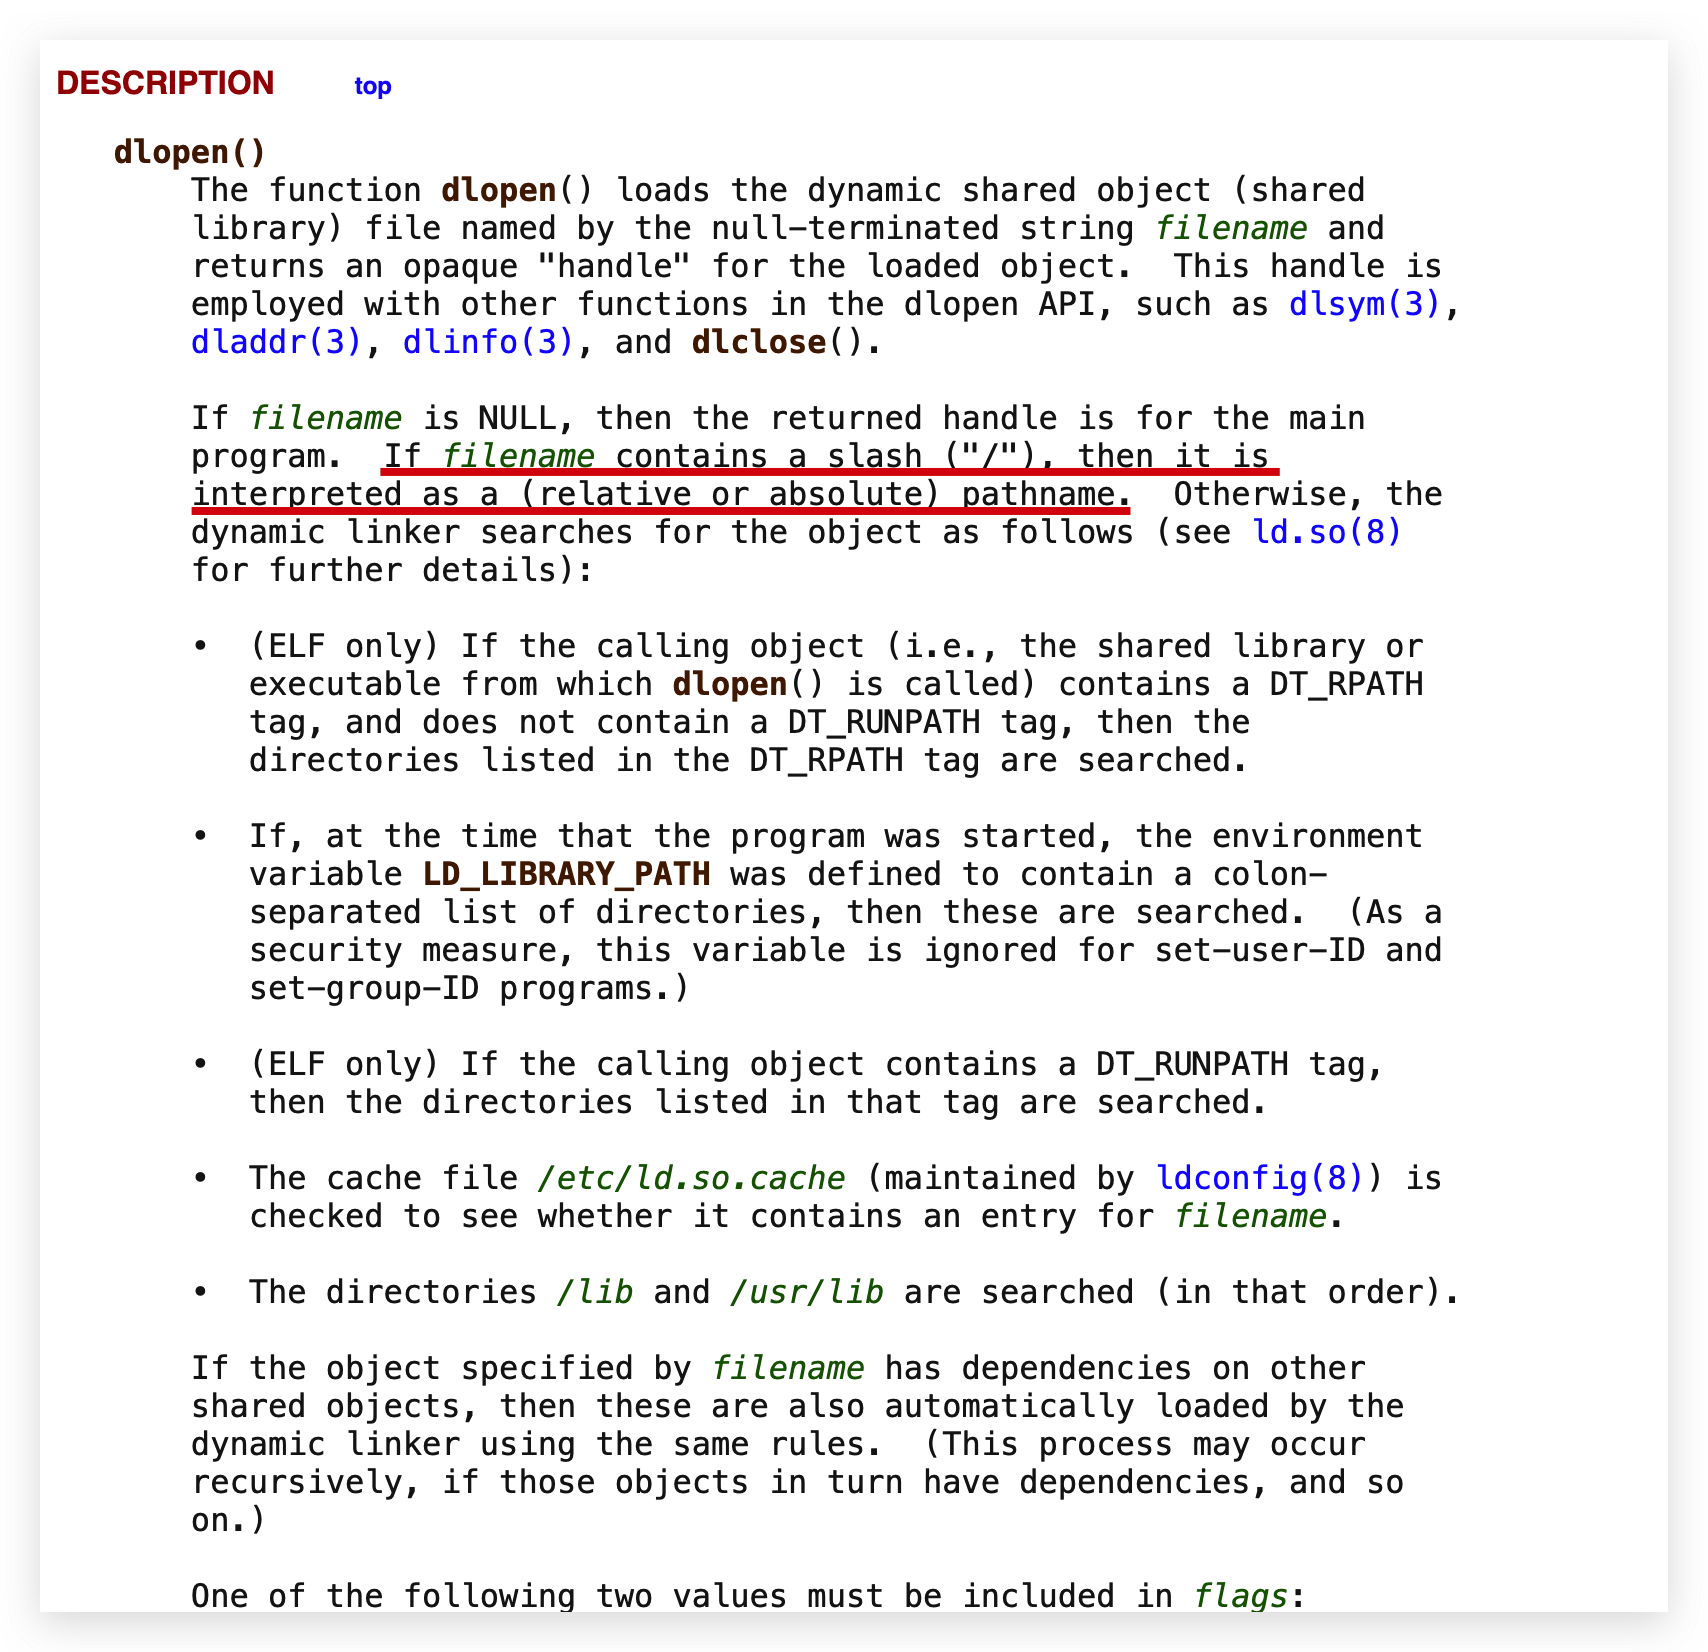 DESCRIPTION top
dlopen()
The function dlopen() loads the dynamic shared object (shared
library) file named by the null-terminated string filename and
returns an opaque "handle" for the loaded object.  This handle is
employed with other functions in the dlopen API, such as dlsym(3),
dladdr(3), dlinfo(3), and dlclose().
If filename is NULL, then the returned handle is for the main
program.  If filename contains a slash ("/"), then it is
interpreted as a (relative or absolute) pathname.  Otherwise, the
dynamic linker searches for the object as follows (see ld.so(8)
for further details):
• (ELF only) If the calling object (i.e., the shared library or
executable from which dlopen() is called) contains a DT_RPATH
tag, and does not contain a DT_RUNPATH tag, then the
directories listed in the DT_RPATH tag are searched.
• If, at the time that the program was started, the environment
variable LD_LIBRARY_PATH was defined to contain a colon-
separated list of directories, then these are searched.  (As a
security measure, this variable is ignored for set-user-ID and
set-group-ID programs.)
• (ELF only) If the calling object contains a DT_RUNPATH tag,
then the directories listed in that tag are searched.
• The cache file /etc/ld.so.cache (maintained by ldconfig(8)) is
checked to see whether it contains an entry for filename.
• The directories /lib and /usr/lib are searched (in that order).
If the object specified by filename has dependencies on other
shared objects, then these are also automatically loaded by the
dynamic linker using the same rules.  (This process may occur
recursively, if those objects in turn have dependencies, and so
on.)
One of the following two values must be included in flags: